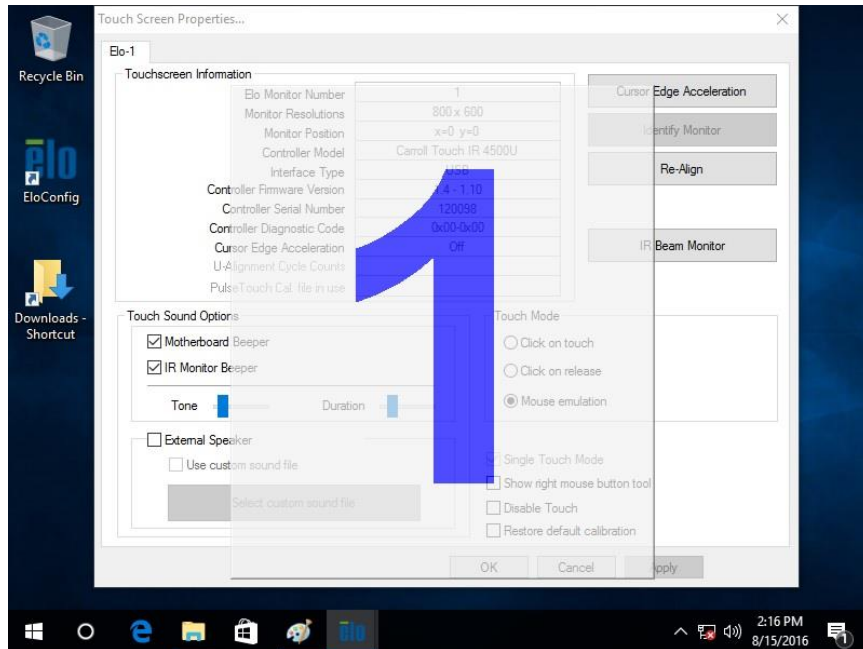 Touch Screen Properties...
Elo-1
Recycle Bin
Touchscreen Information
Elo Monitor Number 1
Cursor Edge Acceleration
Monitor Resolutions 800 x 600
Monitor Position x=0 y=0
Identify Monitor
Controller Model Carroll Touch IR 4500U
Interface Type USB
Re-Align
elo
EloConfig
Controller Firmware Version 1.4 - 1.10
Controller Serial Number 120098
Controller Diagnostic Code 0x00-0x00
Cursor Edge Acceleration Off
IR Beam Monitor
U-Alignment Cycle Counts
PulseTouch Cal. file in use
1
Downloads -
Shortcut
Touch Sound Options
Motherboard Beeper
IR Monitor Beeper
Tone Duration
External Speaker
Use custom sound file
Select custom sound file
Touch Mode
Click on touch
Click on release
Mouse emulation
Single Touch Mode
Show right mouse button tool
Disable Touch
Restore default calibration
OK Cancel Apply
elo
2:16 PM
8/15/2016
1